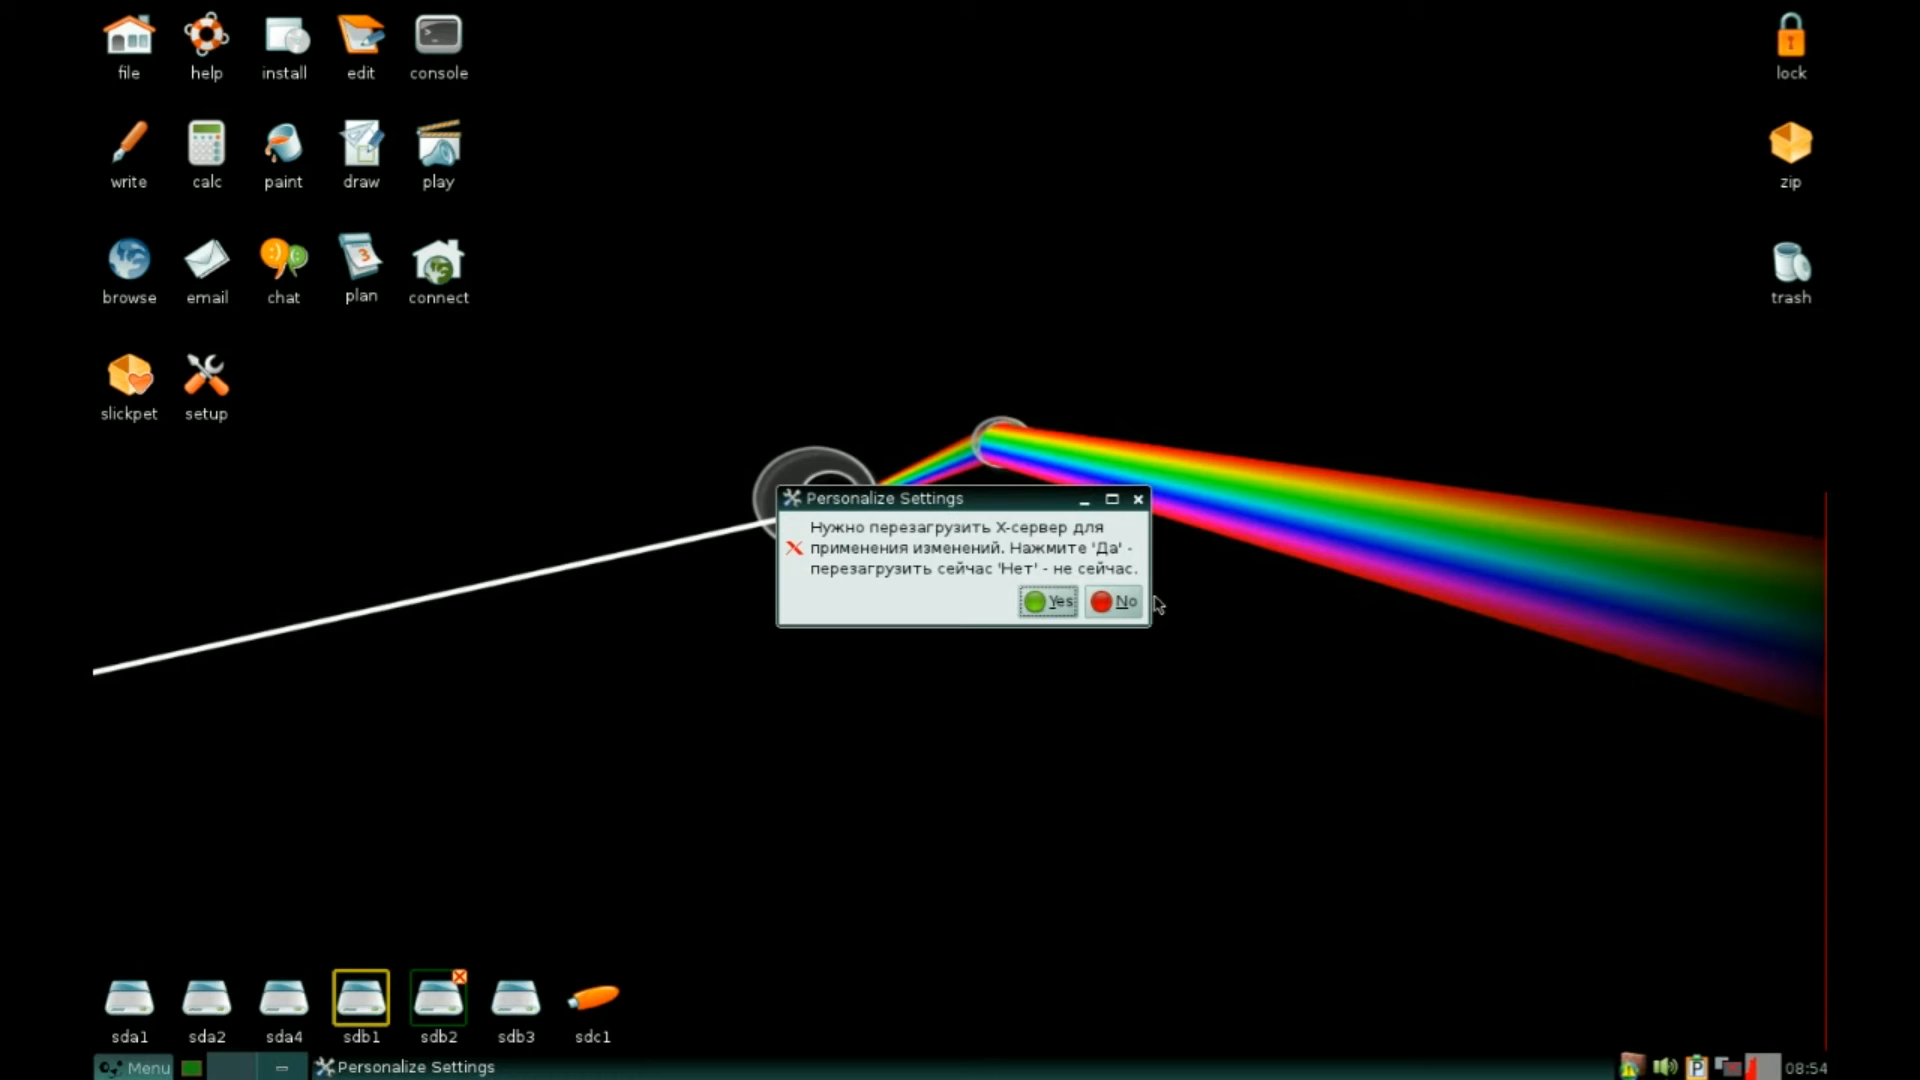 file help install edit console lock
write calc paint draw play zip
browse email chat plan connect trash
slickpet setup
Personalize Settings
Нужно перезагрузить X-сервер для
применения изменений. Нажмите 'Да' -
перезагрузить сейчас 'Нет' - не сейчас.
Yes No
sda1 sda2 sda4 sdb1 sdb2 sdb3 sdc1
Menu Personalize Settings 08:54